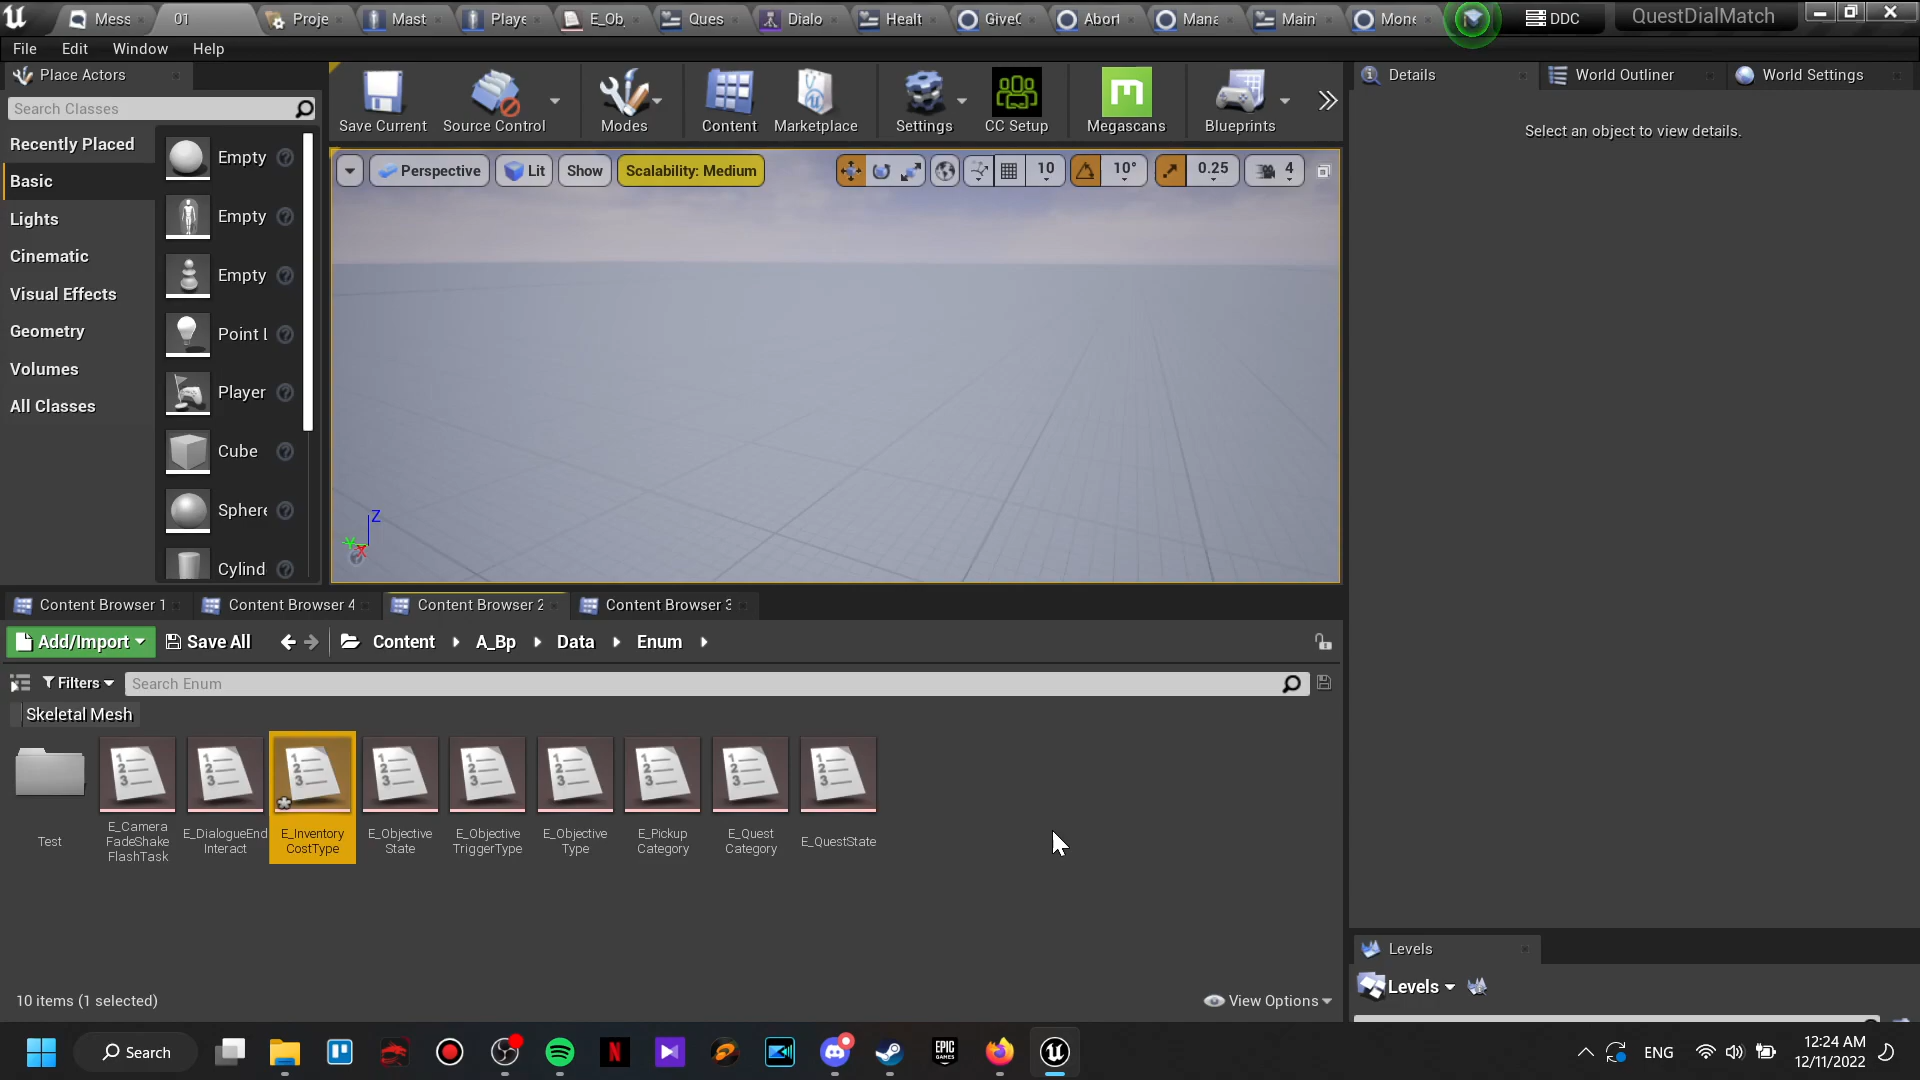 Mess
01
Proje
Mast
Playe
E_Ob
Ques
Dialo
Healt
GiveC
Abort
Mana
Main
Mone
DDC
QuestDialMatch
File
Edit
Window
Help
Place Actors
Search Classes
Recently Placed
Basic
Lights
Cinematic
Visual Effects
Geometry
Volumes
All Classes
Empty
Empty
Empty
Point L
Player
Cube
Sphere
Cylind
Save Current
Source Control
Modes
Content
Marketplace
Settings
CC Setup
Megascans
Blueprints
Perspective
Lit
Show
Scalability: Medium
10
10°
0.25
4
Z
Y
X
Details
World Outliner
World Settings
Select an object to view details.
Content Browser 1
Content Browser 4
Content Browser 2
Content Browser 3
Add/Import
Save All
Content
A_Bp
Data
Enum
Filters
Search Enum
Skeletal Mesh
Test
E_Camera
FadeShake
FlashTask
E_DialogueEnd
Interact
E_Inventory
CostType
E_Objective
State
E_Objective
TriggerType
E_Objective
Type
E_Pickup
Category
E_Quest
Category
E_QuestState
10 items (1 selected)
View Options
Levels
Levels
Search
EPIC
GAMES
ENG
12:24 AM
12/11/2022